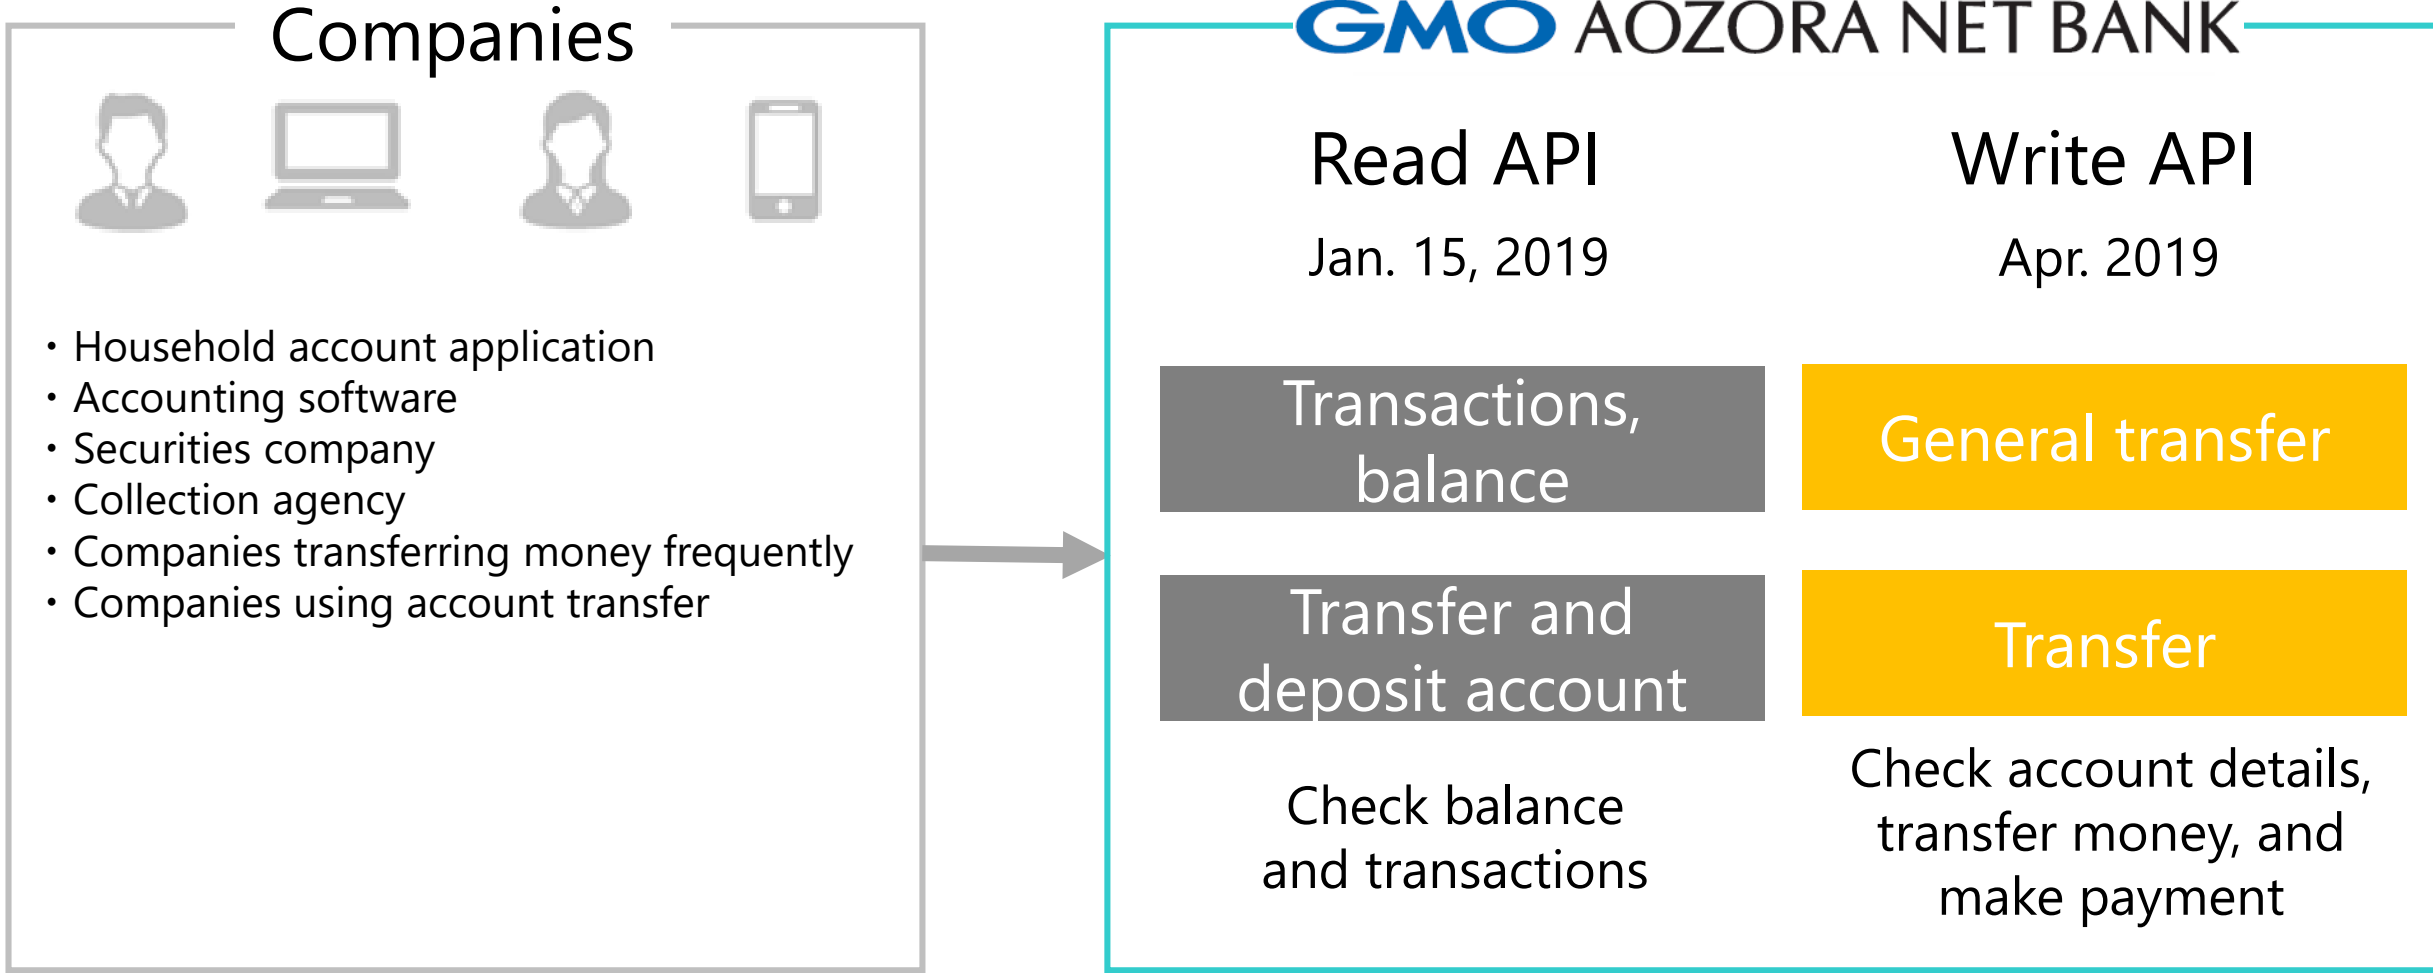 Companies
・Household account application
・Accounting software
・Securities company
・Collection agency
・Companies transferring money frequently
・Companies using account transfer
GMO AOZORA NET BANK
Read API
Jan. 15, 2019
Transactions,
balance
Transfer and
deposit account
Check balance
and transactions
Write API
Apr. 2019
General transfer
Transfer
Check account details,
transfer money, and
make payment